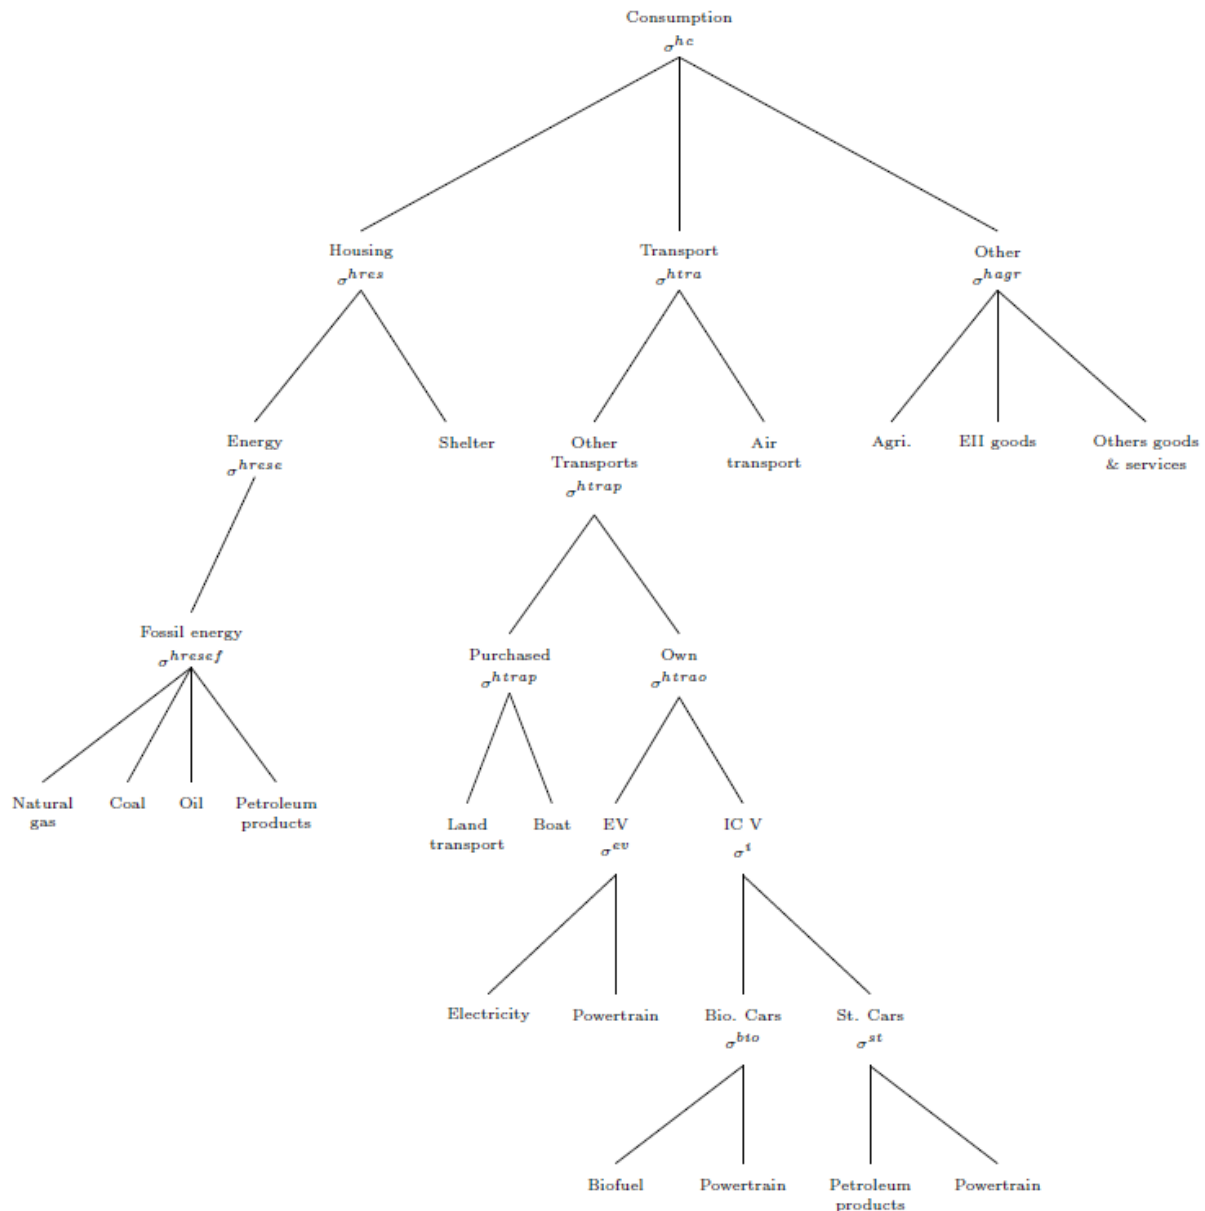 Consumption
σ^hc
Housing Transport Other
σ^hres σ^htra σ^hagr
Energy Shelter Other Air Agri. EII goods Others goods
σ^hrese Transports transport & services
σ^htrap
Fossil energy Purchased Own
σ^hresef σ^htrap σ^htrao
Natural Coal Oil Petroleum Land Boat EV IC V
gas products transport σ^ev σ^i
Electricity Powertrain Bio. Cars St. Cars
σ^bio σ^st
Biofuel Powertrain Petroleum Powertrain
products